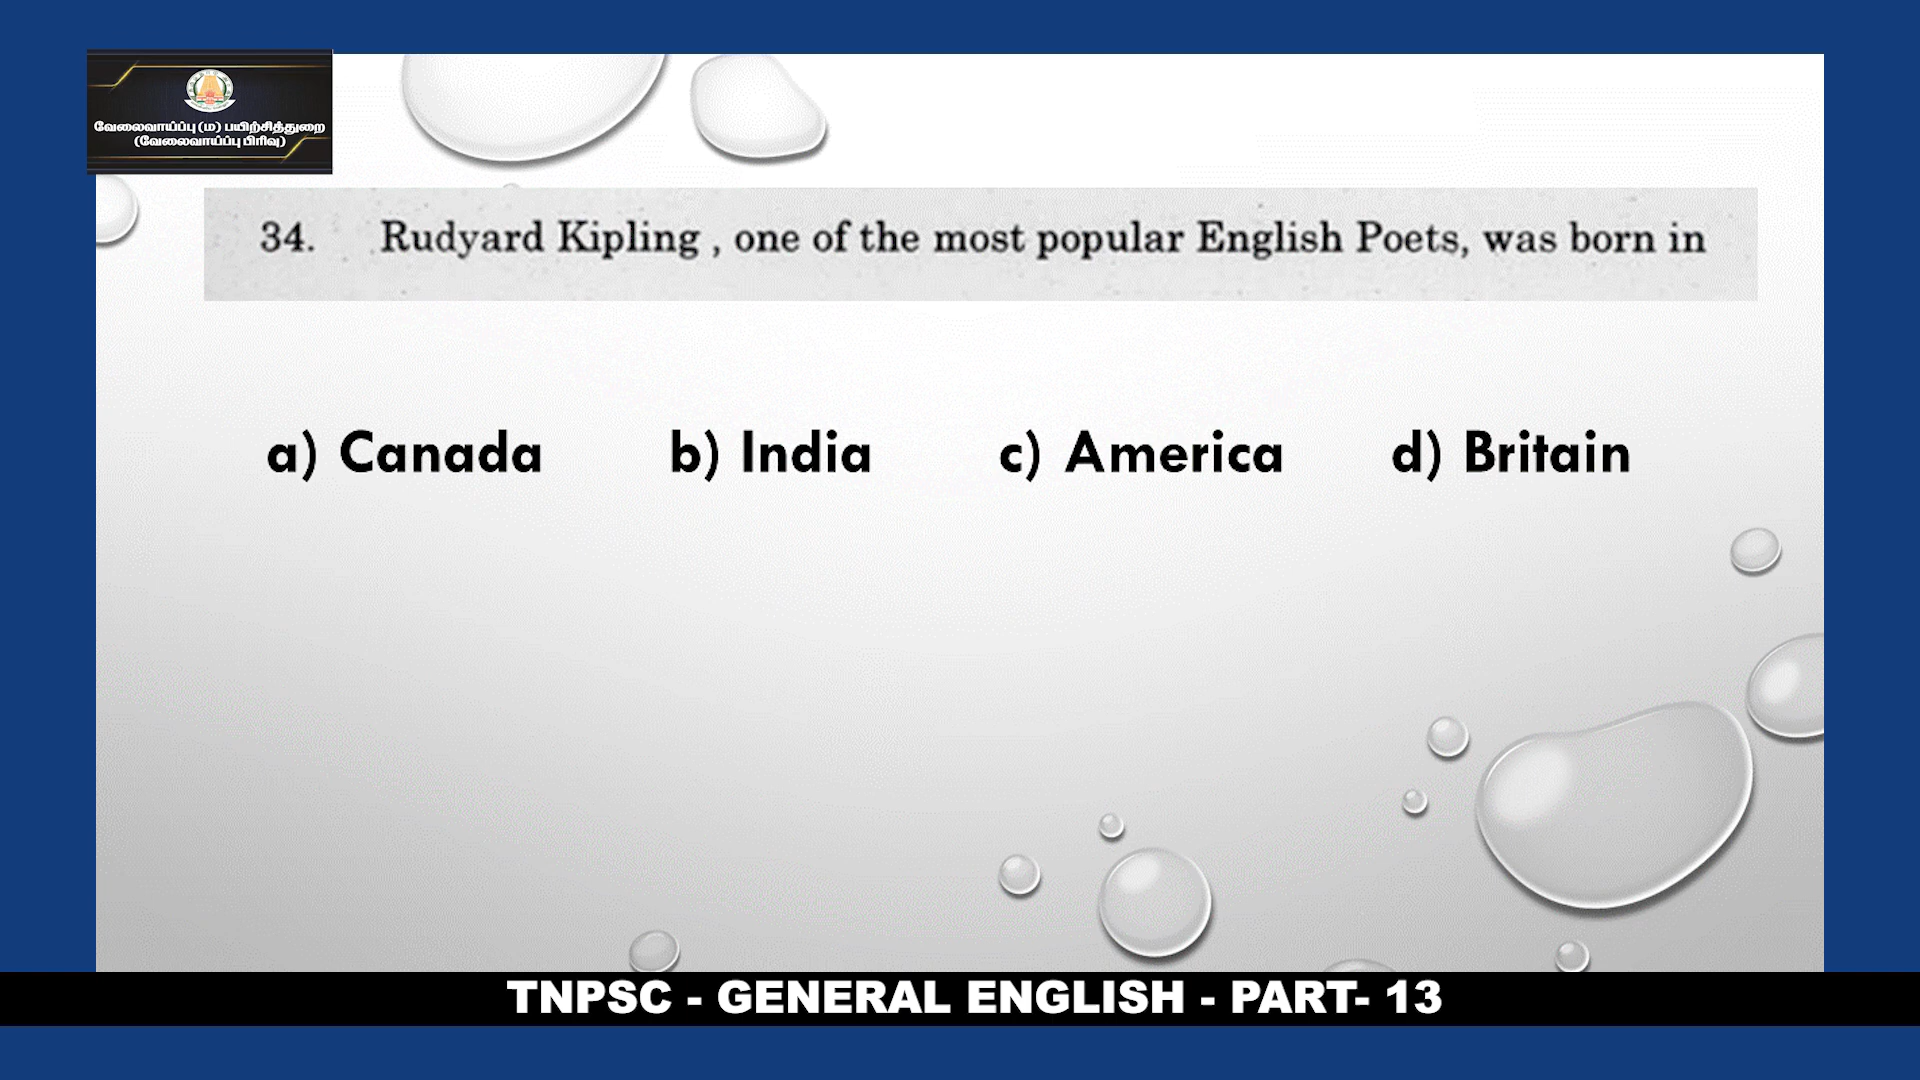 வேலைவாய்ப்பு (ம) பயிற்சித்துறை
(வேலைவாய்ப்பு பிரிவு)
34. Rudyard Kipling , one of the most popular English Poets, was born in
a) Canada b) India c) America d) Britain
TNPSC - GENERAL ENGLISH - PART- 13